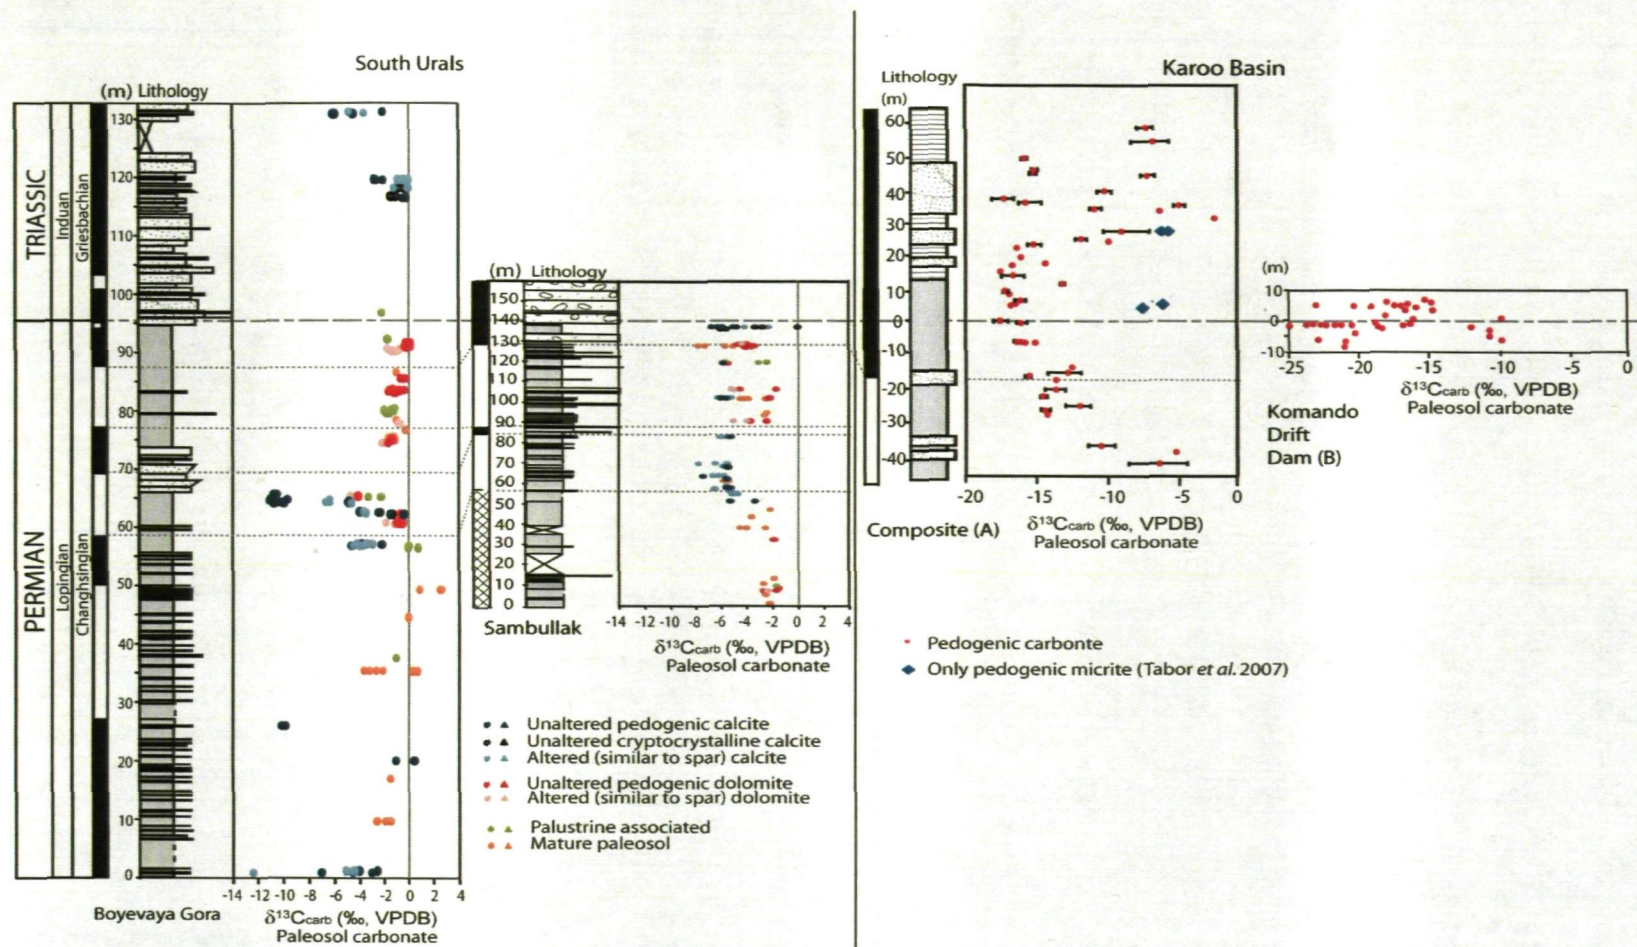 South Urals
(m) Lithology
TRIASSIC
Induan
Griesbachian
PERMIAN
Lopingian
Changhsingian
130
120
110
100
90
80
70
60
50
40
30
20
10
0
-14 -12 -10 -8 -6 -4 -2 0 2 4
Boyevaya Gora
δ¹³Ccarb (‰, VPDB)
Paleosol carbonate
(m) Lithology
150
140
130
120
110
100
90
80
70
60
50
40
30
20
10
0
-14 -12 -10 -8 -6 -4 -2 0 2 4
Sambullak
δ¹³Ccarb (‰, VPDB)
Paleosol carbonate
Unaltered pedogenic calcite
Unaltered cryptocrystalline calcite
Altered (similar to spar) calcite
Unaltered pedogenic dolomite
Altered (similar to spar) dolomite
Palustrine associated
Mature paleosol
Karoo Basin
Lithology
(m)
60
50
40
30
20
10
0
-10
-20
-30
-40
-20 -15 -10 -5 0
Composite (A)
δ¹³Ccarb (‰, VPDB)
Paleosol carbonate
(m)
10
0
-10
-25 -20 -15 -10 -5 0
δ¹³Ccarb (‰, VPDB)
Paleosol carbonate
Komando
Drift
Dam (B)
Pedogenic carbonte
Only pedogenic micrite (Tabor et al. 2007)